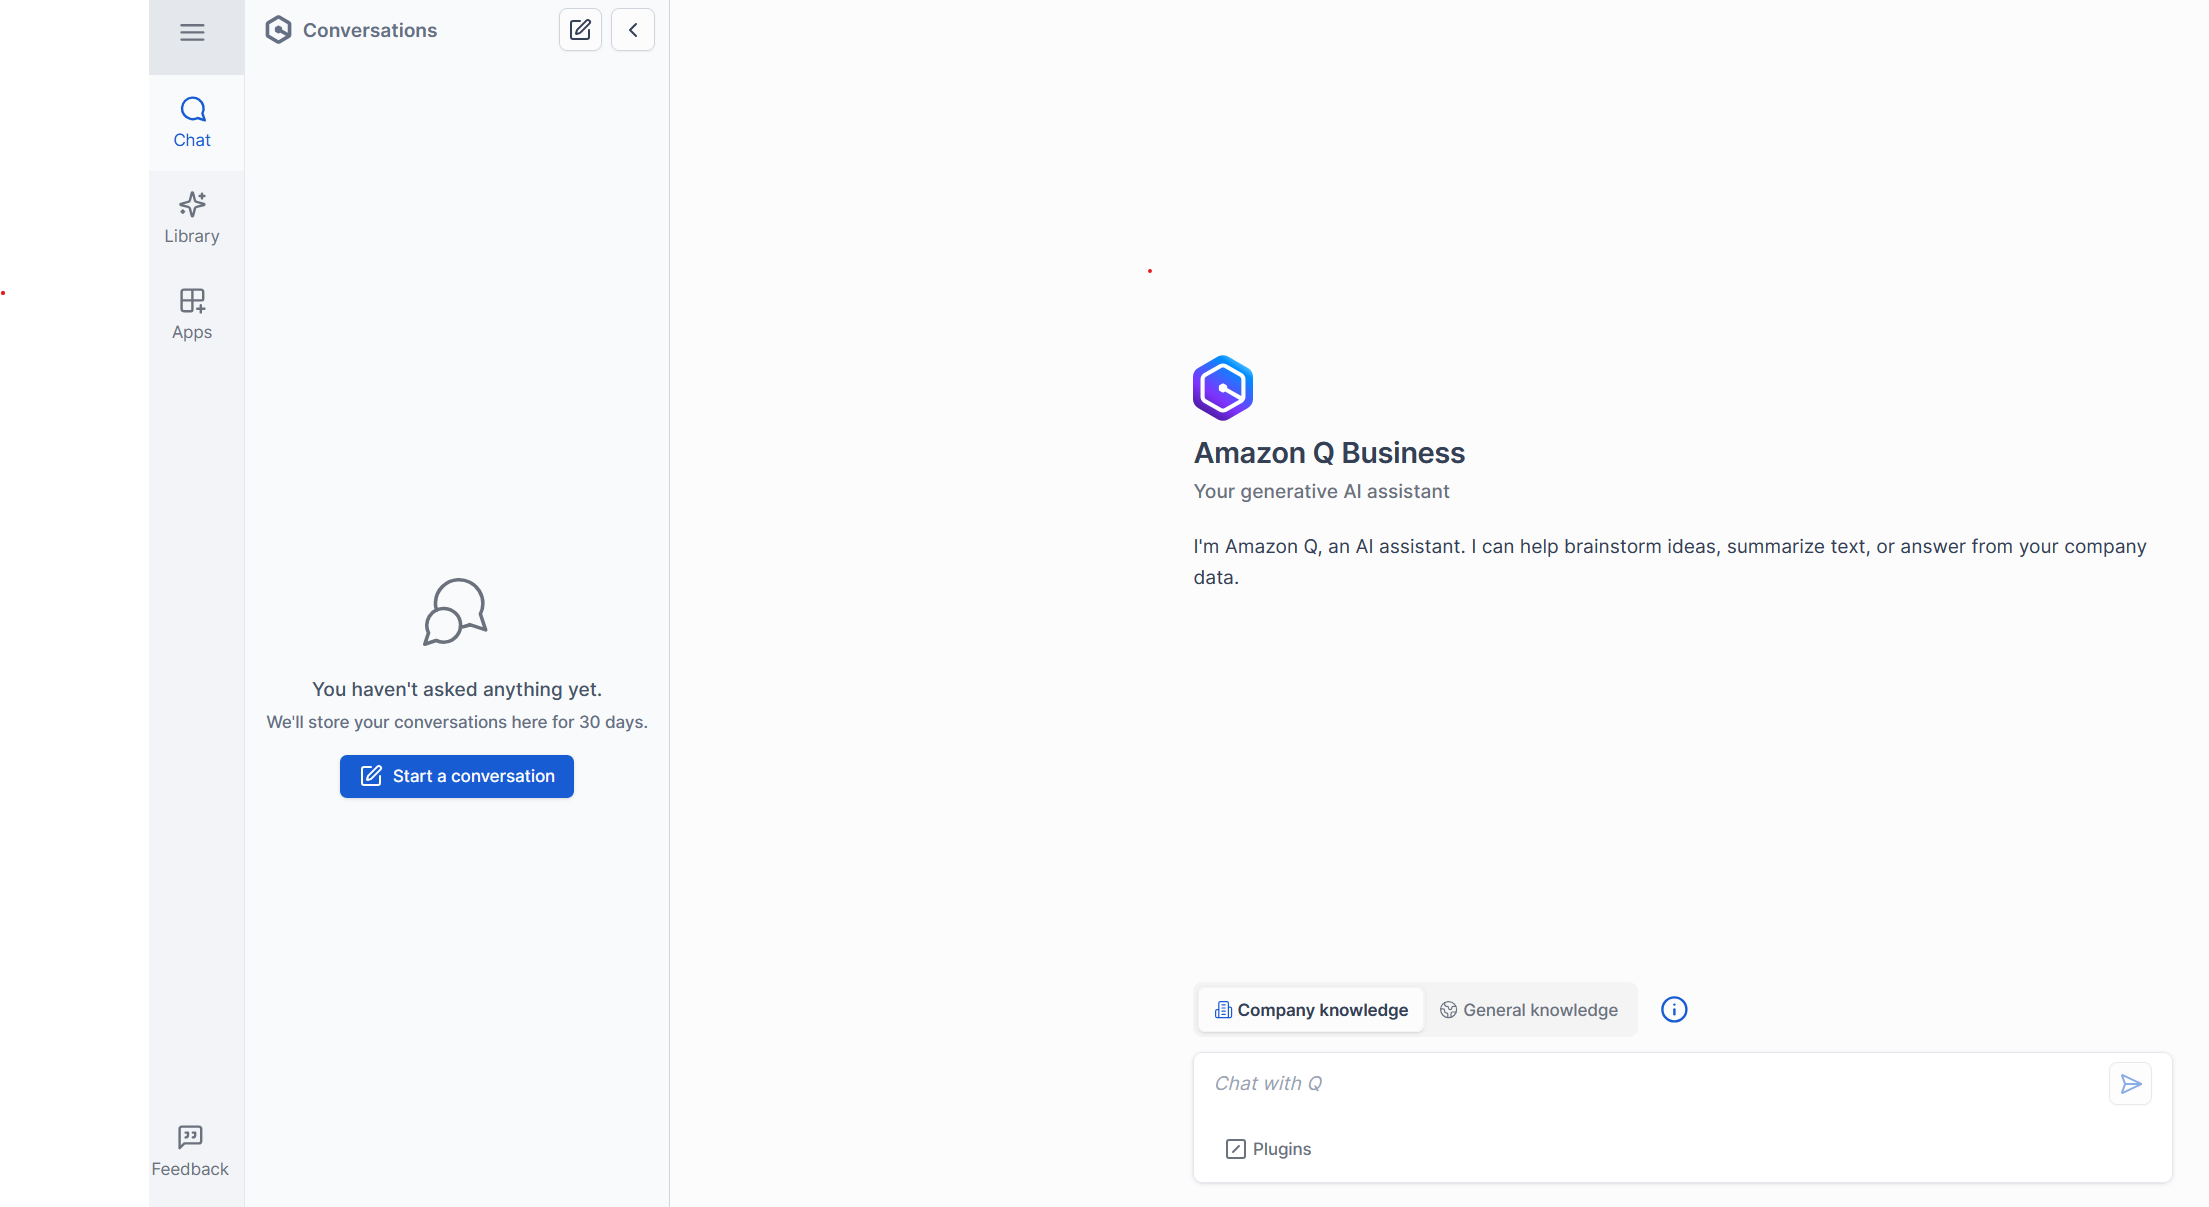 Conversations
Chat
Library
Apps
You haven't asked anything yet.
We'll store your conversations here for 30 days.
Start a conversation
Feedback
Amazon Q Business
Your generative AI assistant
I'm Amazon Q, an AI assistant. I can help brainstorm ideas, summarize text, or answer from your company
data.
Company knowledge
General knowledge
Chat with Q
Plugins